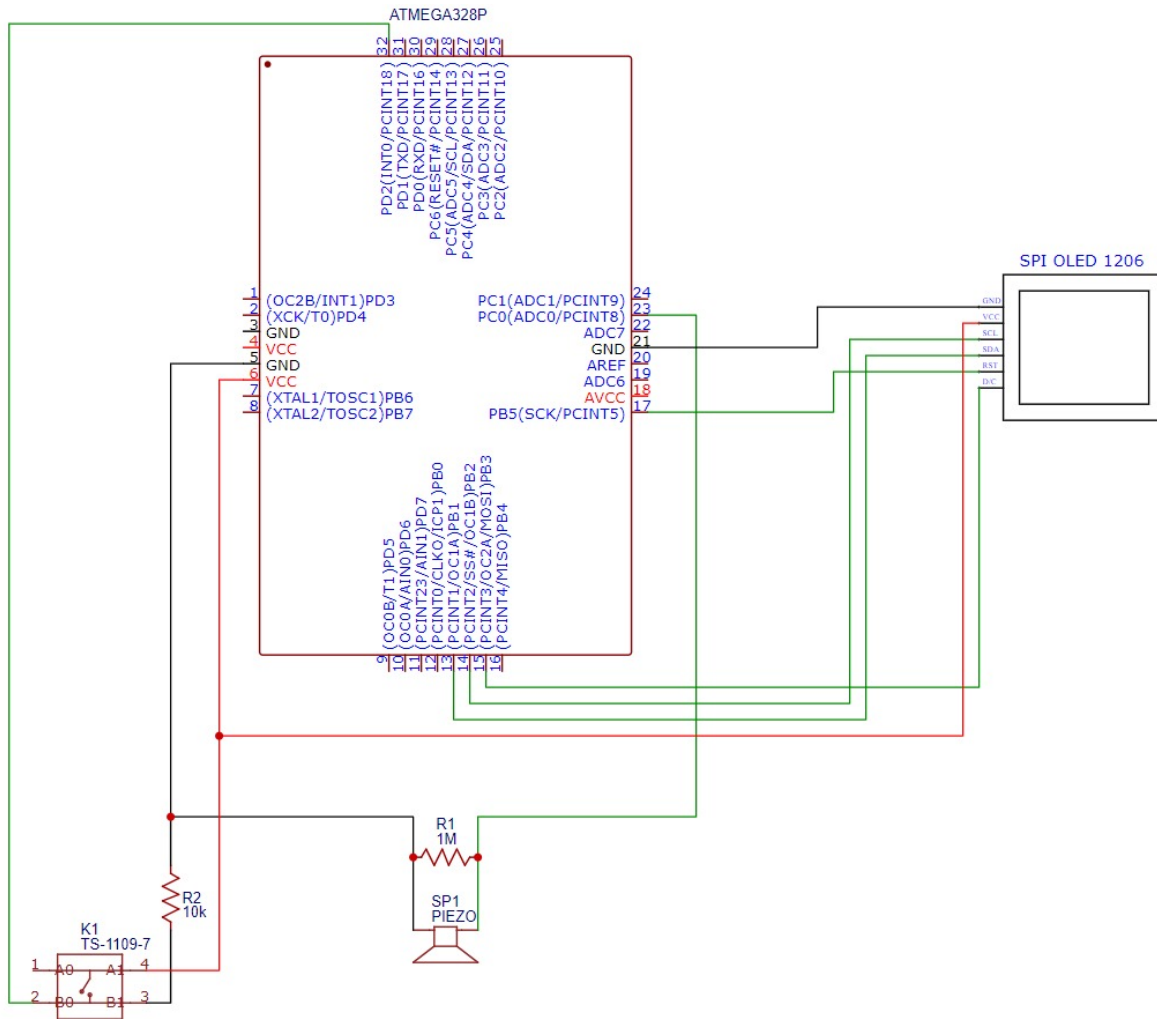 ATMEGA328P
32
31
30
29
28
27
26
25
PD2(INT0/PCINT18)
PD1(TXD/PCINT17)
PD0(RXD/PCINT16)
PC6(RESET#/PCINT14)
PC5(ADC5/SCL/PCINT13)
PC4(ADC4/SDA/PCINT12)
PC3(ADC3/PCINT11)
PC2(ADC2/PCINT10)
1 (OC2B/INT1)PD3
2 (XCK/T0)PD4
3 GND
4 VCC
5 GND
6 VCC
7 (XTAL1/TOSC1)PB6
8 (XTAL2/TOSC2)PB7
PC1(ADC1/PCINT9) 24
PC0(ADC0/PCINT8) 23
ADC7 22
GND 21
AREF 20
ADC6 19
AVCC 18
PB5(SCK/PCINT5) 17
SPI OLED 1206
GND
VCC
SCL
SDA
RST
D/C
9 (OC0B/T1)PD5
10 (OC0A/AIN0)PD6
11 (PCINT23/AIN1)PD7
12 (PCINT0/CLKO/ICP1)PB0
13 (PCINT1/OC1A)PB1
14 (PCINT2/SS#/OC1B)PB2
15 (PCINT3/OC2A/MOSI)PB3
16 (PCINT4/MISO)PB4
R1
1M
SP1
PIEZO
R2
10k
K1
TS-1109-7
1 A0 A1 4
2 B0 B1 3